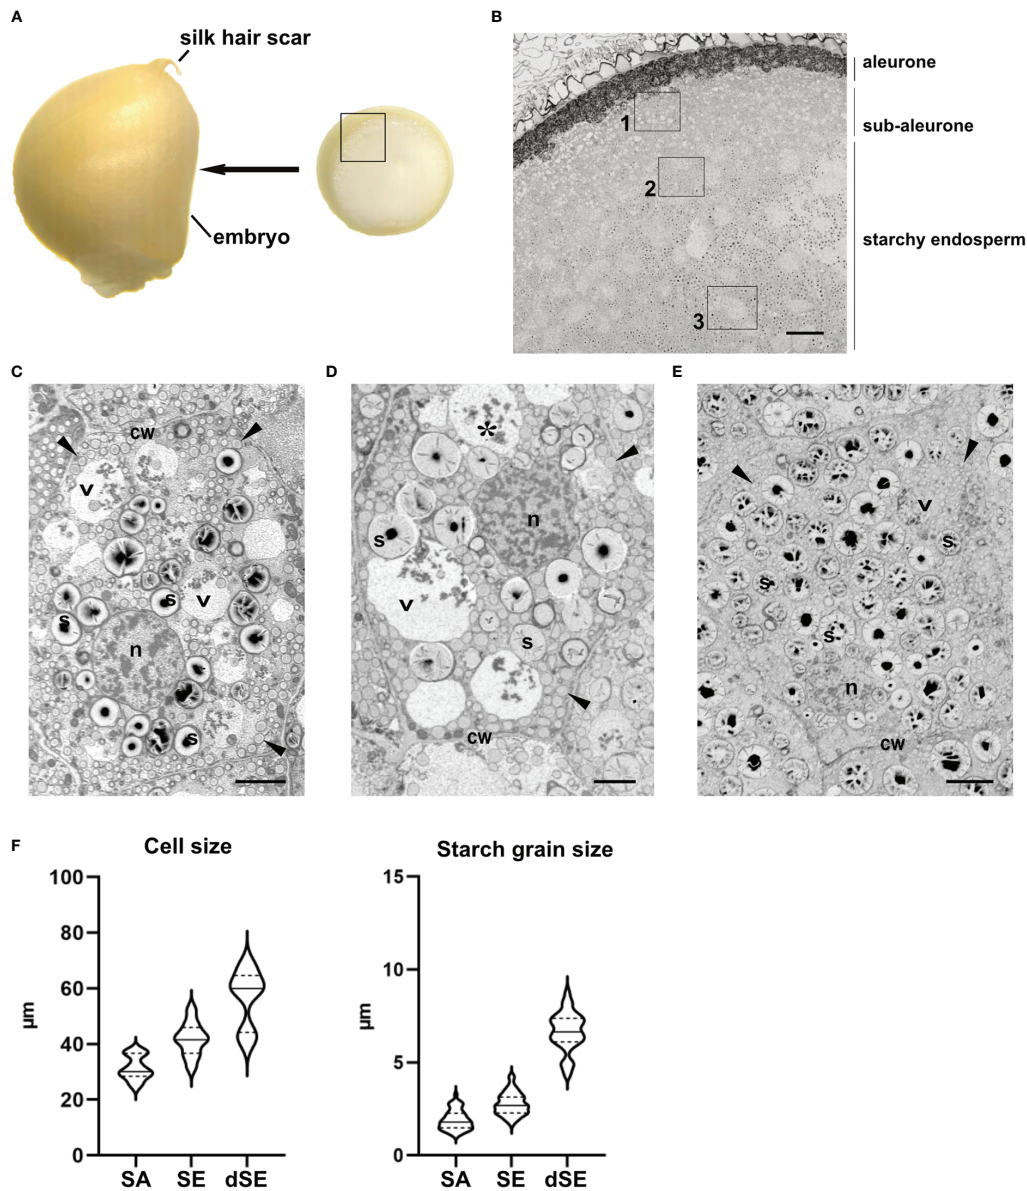 A
silk hair scar
embryo
B
aleurone
sub-aleurone
starchy endosperm
1
2
3
C
cw
v
v
s
s
n
s
D
*
n
s
v
s
cw
E
v
s
s
s
n
cw
F
Cell size
100
80
60
40
20
0
µm
SA SE dSE
Starch grain size
15
10
5
0
µm
SA SE dSE